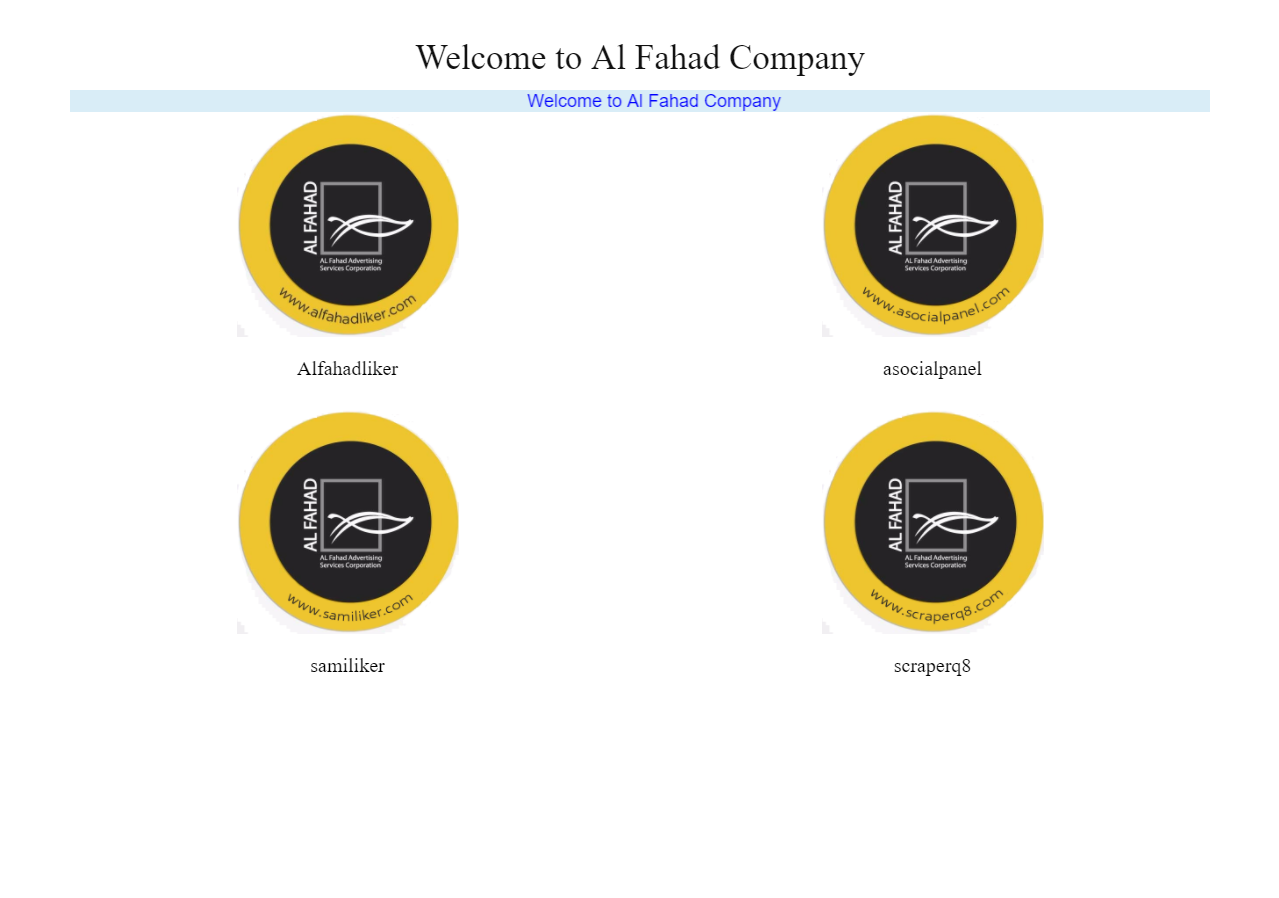 Welcome to Al Fahad Company
Welcome to Al Fahad Company
AL FAHAD
AL Fahad Advertising
Services Corporation
www.alfahadliker.com
AL FAHAD
AL Fahad Advertising
Services Corporation
www.asocialpanel.com
Alfahadliker
asocialpanel
AL FAHAD
AL Fahad Advertising
Services Corporation
www.samiliker.com
AL FAHAD
AL Fahad Advertising
Services Corporation
www.scraperq8.com
samiliker
scraperq8